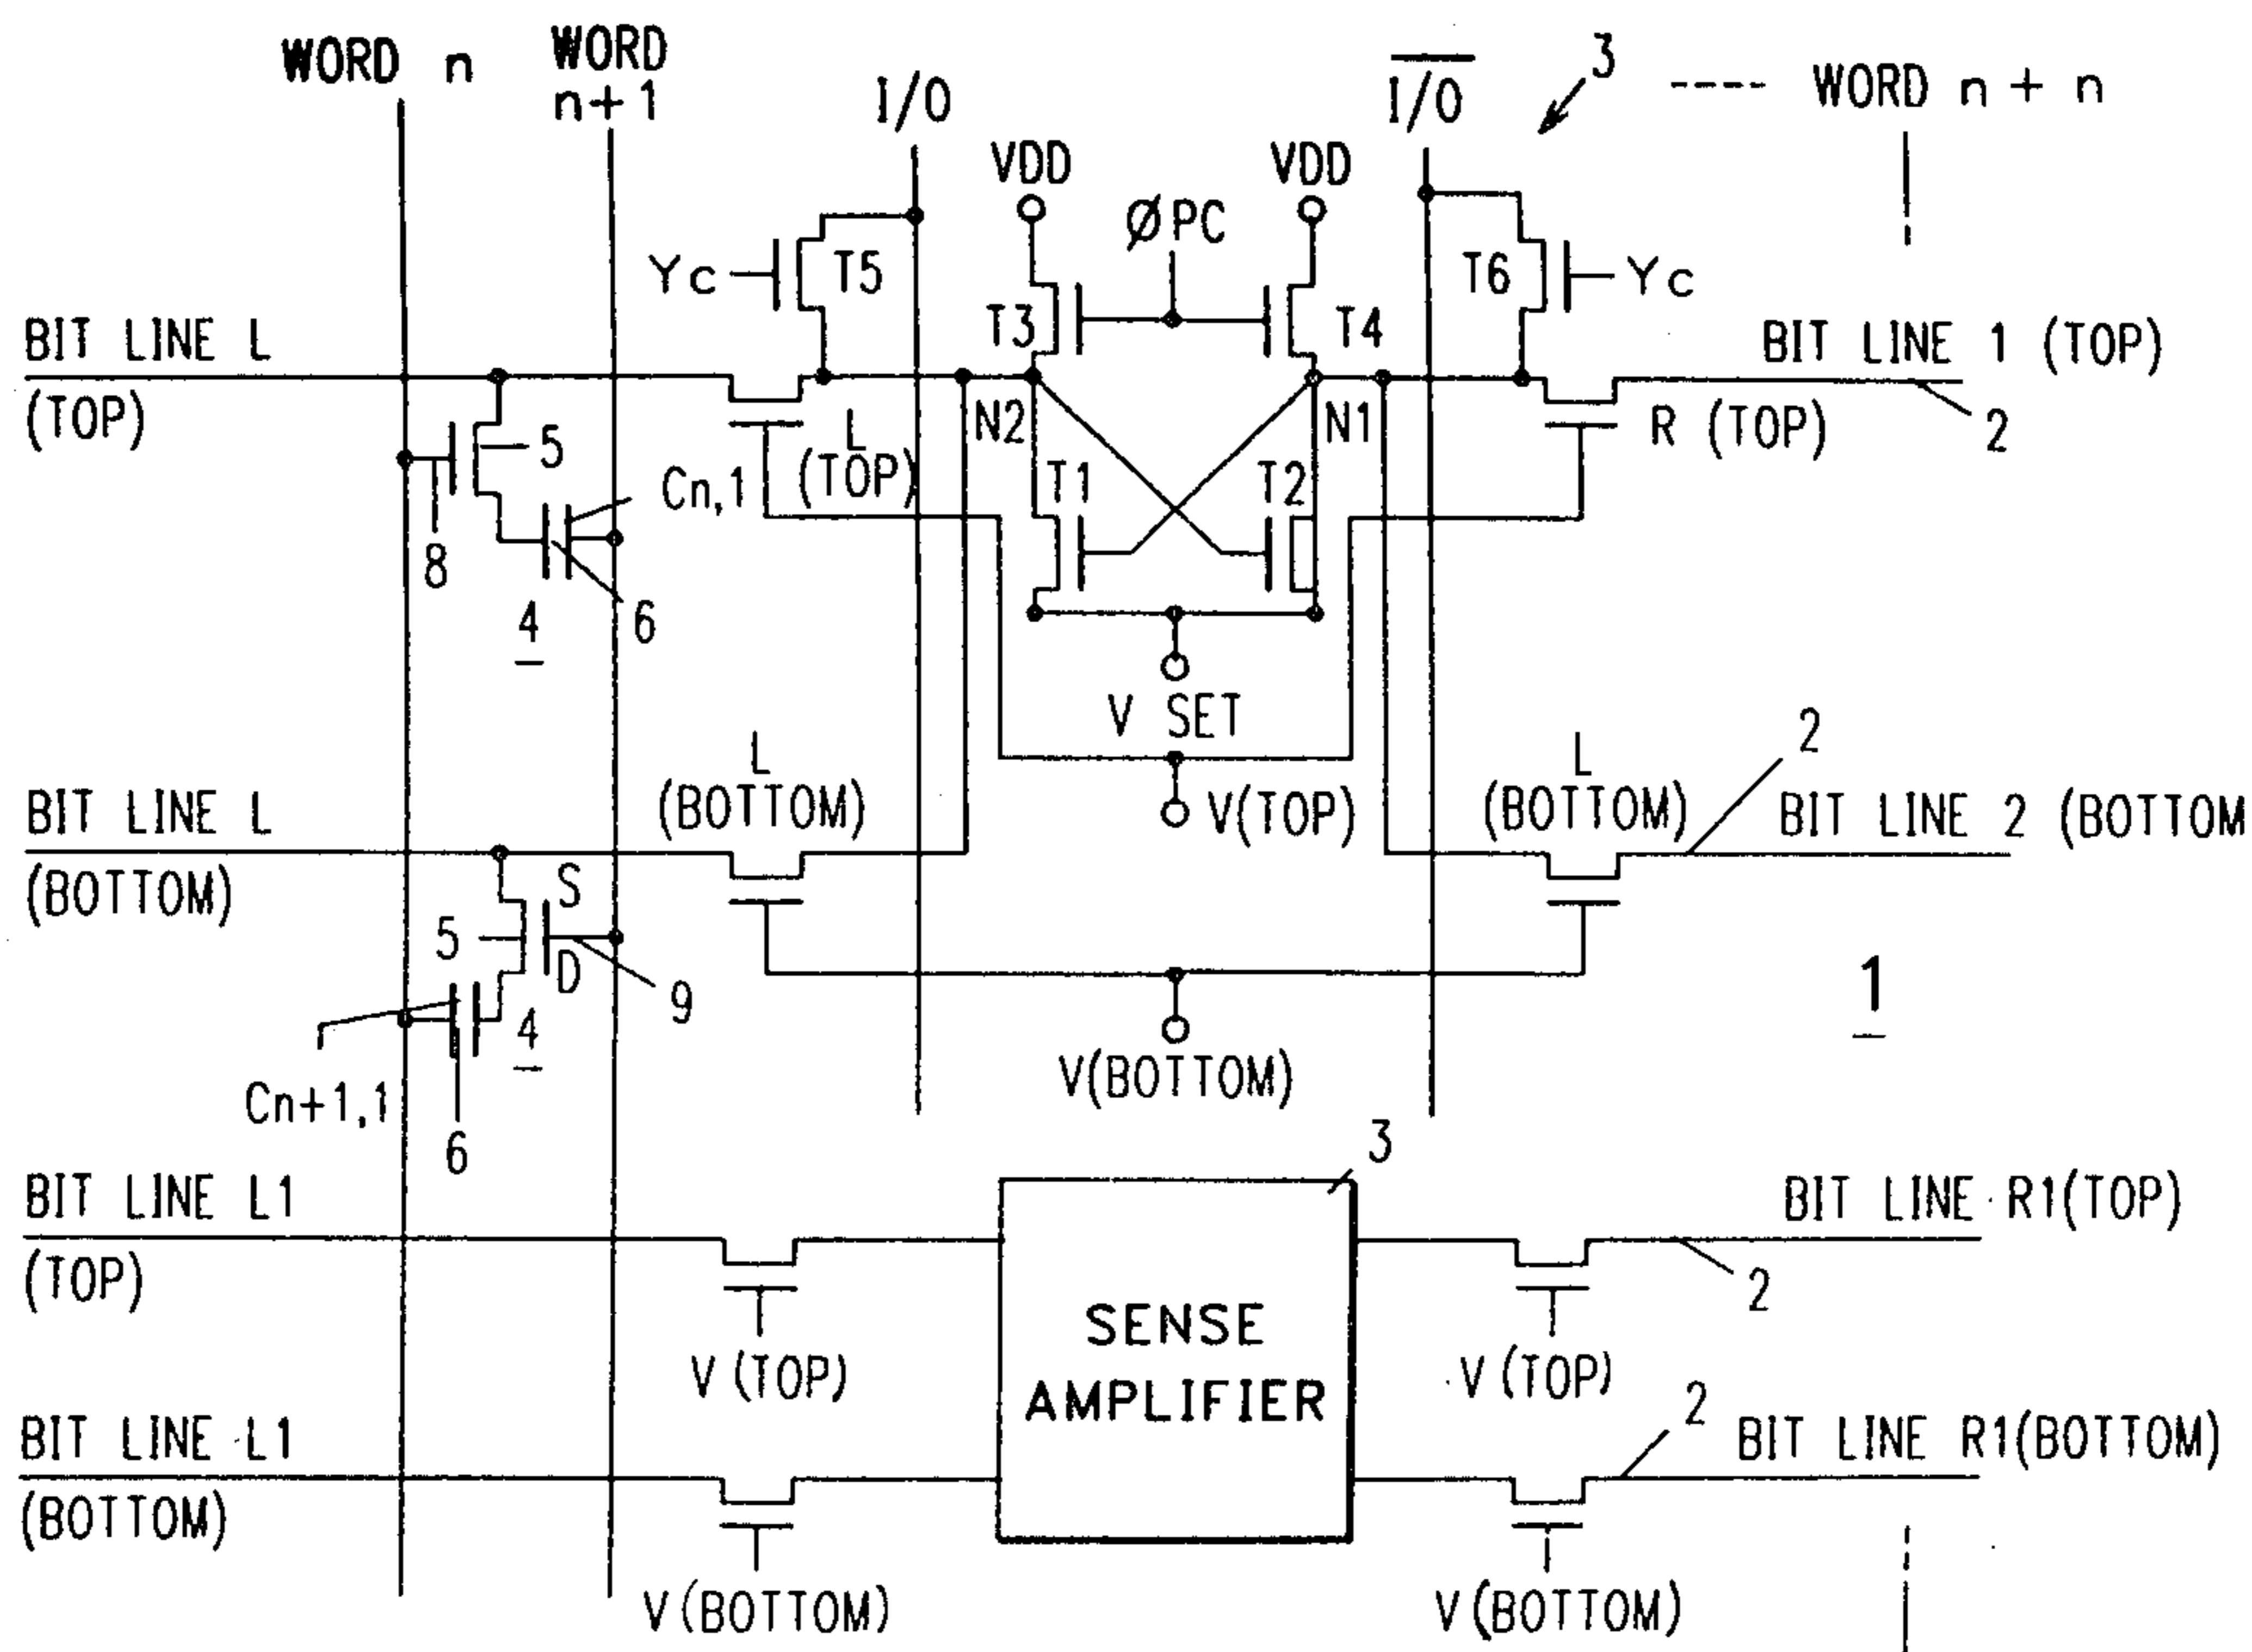 WORD n
WORD
n+1
I/O
I/O
3
---- WORD n + n
VDD
VDD
ØPC
Yc
T5
T6
Yc
T3
T4
BIT LINE L
(TOP)
BIT LINE 1 (TOP)
2
5
8
Cn,1
L
(TOP)
N2
N1
R (TOP)
T1
T2
4
6
V SET
L
(BOTTOM)
V(TOP)
L
(BOTTOM)
2
BIT LINE L
(BOTTOM)
BIT LINE 2 (BOTTOM
S
5
D
9
4
Cn+1,1
6
V(BOTTOM)
1
3
BIT LINE L1
(TOP)
BIT LINE R1(TOP)
2
V(TOP)
SENSE
AMPLIFIER
V(TOP)
2
BIT LINE L1
(BOTTOM)
BIT LINE R1(BOTTOM)
V(BOTTOM)
V(BOTTOM)